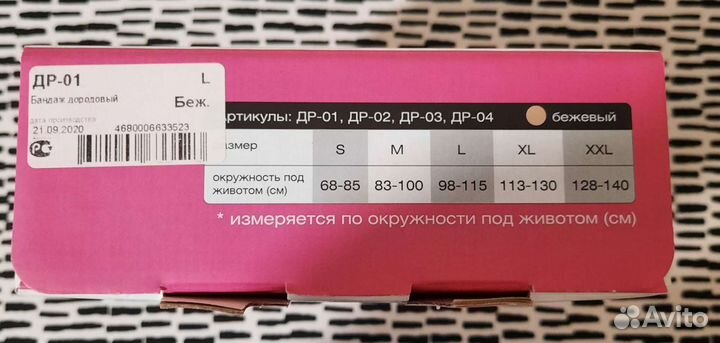 ДР-01 L
Бандаж дородовый Беж.
дата производства
21.09.2020 4680006633523
Артикулы: ДР-01, ДР-02, ДР-03, ДР-04 бежевый
размер S M L XL XXL
окружность под
животом (см) 68-85 83-100 98-115 113-130 128-140
* измеряется по окружности под животом (см)
Avito